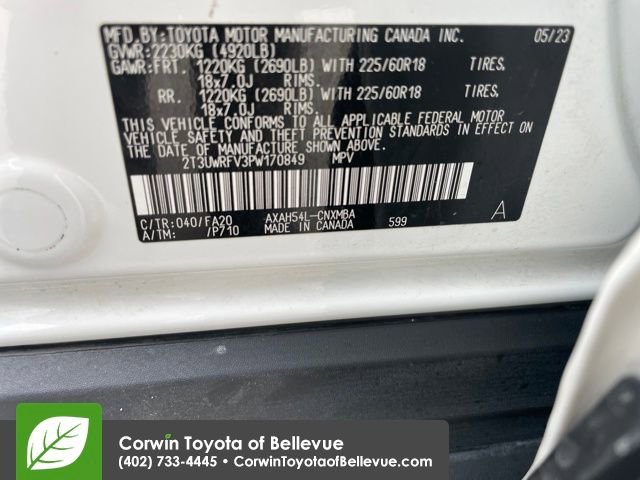 MFD. BY:TOYOTA MOTOR MANUFACTURING CANADA INC. 05/23
GVWR:2230KG (4920LB)
GAWR:FRT. 1220KG (2690LB) WITH 225/60R18 TIRES.
18x7.0J RIMS.
RR. 1220KG (2690LB) WITH 225/60R18 TIRES.
18x7.0J RIMS.
THIS VEHICLE CONFORMS TO ALL APPLICABLE FEDERAL MOTOR
VEHICLE SAFETY AND THEFT PREVENTION STANDARDS IN EFFECT ON
THE DATE OF MANUFACTURE SHOWN ABOVE.
2T3UWRFV3PW170849 MPV
C/TR:040/FA20 AXAH54L-CNXMBA
A/TM: /P710 MADE IN CANADA 599 A
Corwin Toyota of Bellevue
(402) 733-4445 • CorwinToyotaofBellevue.com